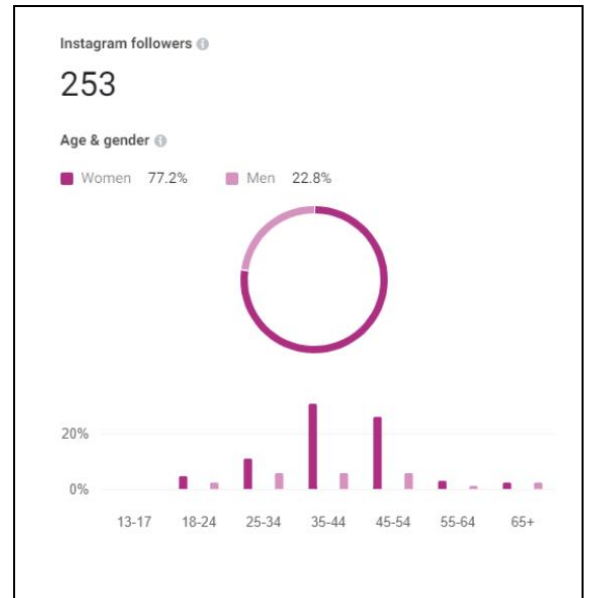 Instagram followers
253
Age & gender
Women 77.2% Men 22.8%
20%
0%
13-17 18-24 25-34 35-44 45-54 55-64 65+